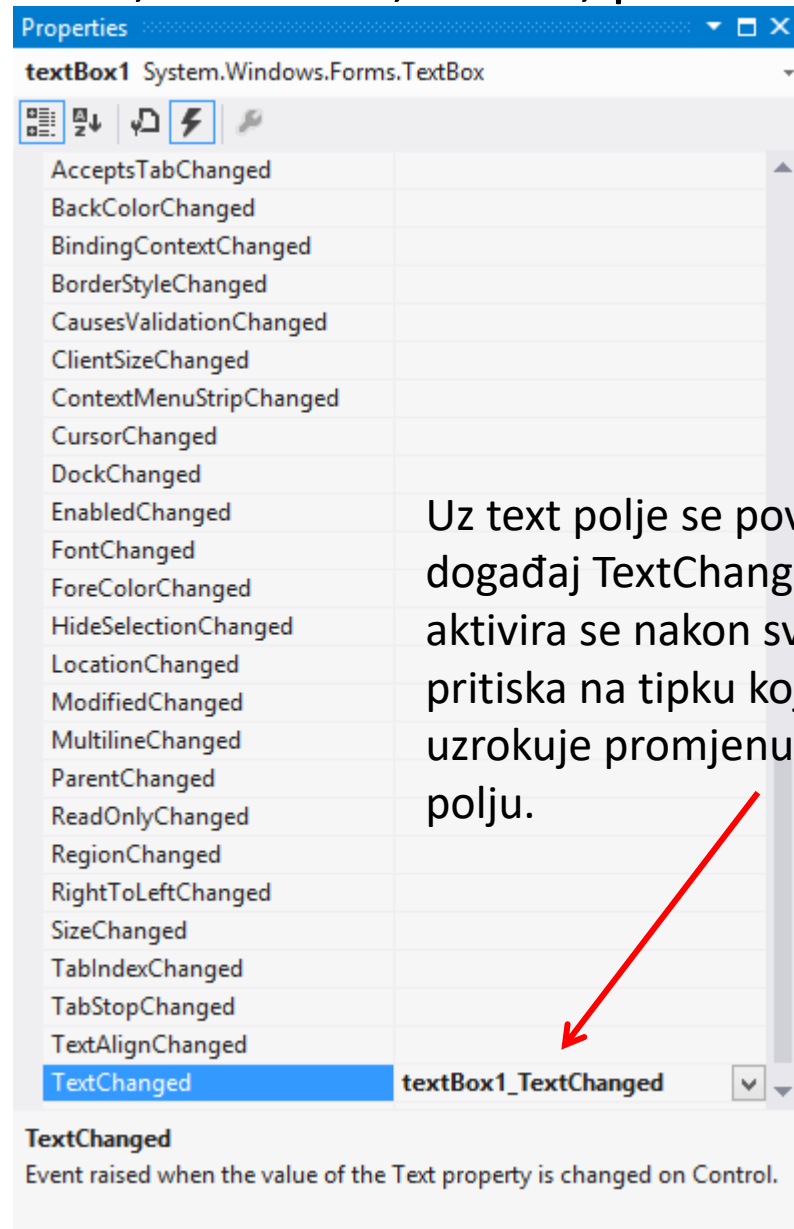 Properties
textBox1 System.Windows.Forms.TextBox
AcceptsTabChanged
BackColorChanged
BindingContextChanged
BorderStyleChanged
CausesValidationChanged
ClientSizeChanged
ContextMenuStripChanged
CursorChanged
DockChanged
EnabledChanged
FontChanged
ForeColorChanged
HideSelectionChanged
LocationChanged
ModifiedChanged
MultilineChanged
ParentChanged
ReadOnlyChanged
RegionChanged
RightToLeftChanged
SizeChanged
TabIndexChanged
TabStopChanged
TextAlignChanged
TextChanged textBox1_TextChanged
Uz text polje se
događaj
aktivira se nakon
pritiska na tipku
uzrokuje promjenu
polju.
TextChanged
Event raised when the value of the Text property is changed on Control.